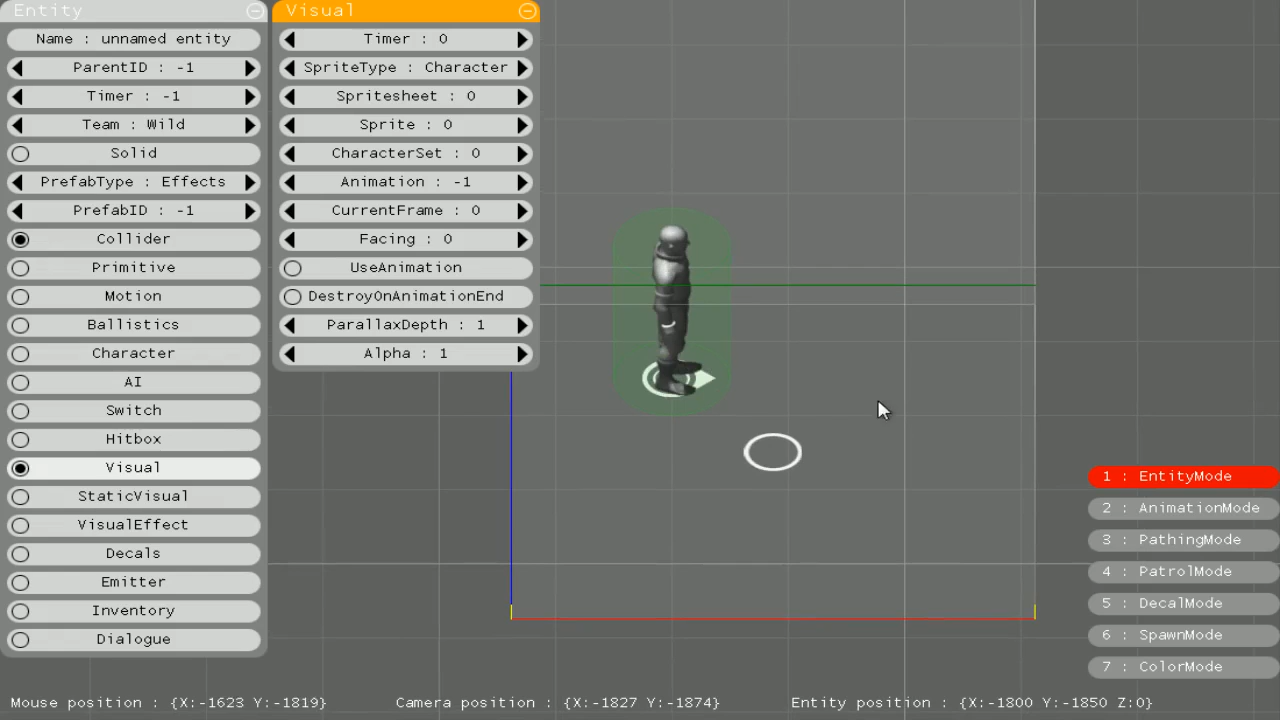 Entity
Name : unnamed entity
ParentID : -1
Timer : -1
Team : Wild
Solid
PrefabType : Effects
PrefabID : -1
Collider
Primitive
Motion
Ballistics
Character
AI
Switch
Hitbox
Visual
StaticVisual
VisualEffect
Decals
Emitter
Inventory
Dialogue
Visual
Timer : 0
SpriteType : Character
Spritesheet : 0
Sprite : 0
CharacterSet : 0
Animation : -1
CurrentFrame : 0
Facing : 0
UseAnimation
DestroyOnAnimationEnd
ParallaxDepth : 1
Alpha : 1
1 : EntityMode
2 : AnimationMode
3 : PathingMode
4 : PatrolMode
5 : DecalMode
6 : SpawnMode
7 : ColorMode
Mouse position : {X:-1623 Y:-1819}
Camera position : {X:-1827 Y:-1874}
Entity position : {X:-1800 Y:-1850 Z:0}